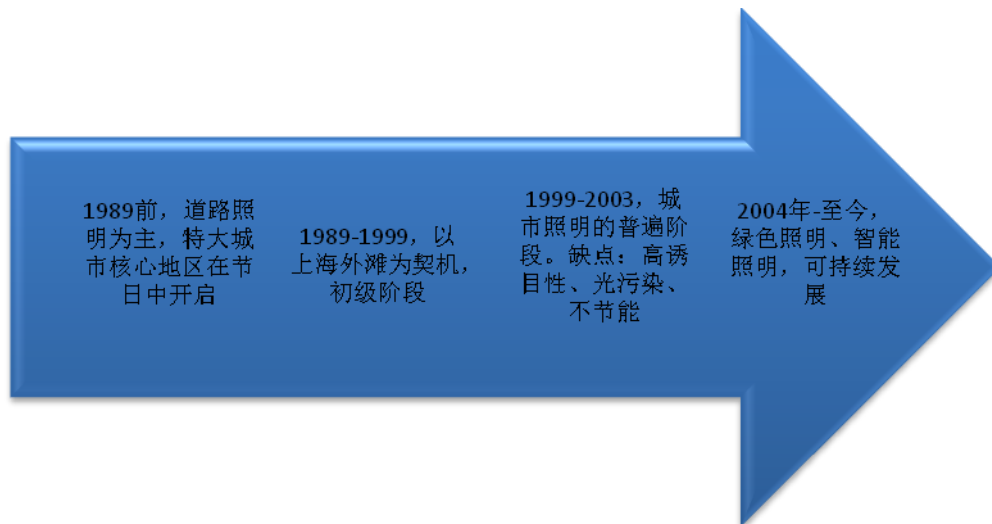 1989前，道路照
明为主，特大城
市核心地区在节
日中开启
1989-1999，以
上海外滩为契机，
初级阶段
1999-2003，城
市照明的普遍阶
段。缺点：高诱
目性、光污染、
不节能
2004年-至今，
绿色照明、智能
照明，可持续发
展